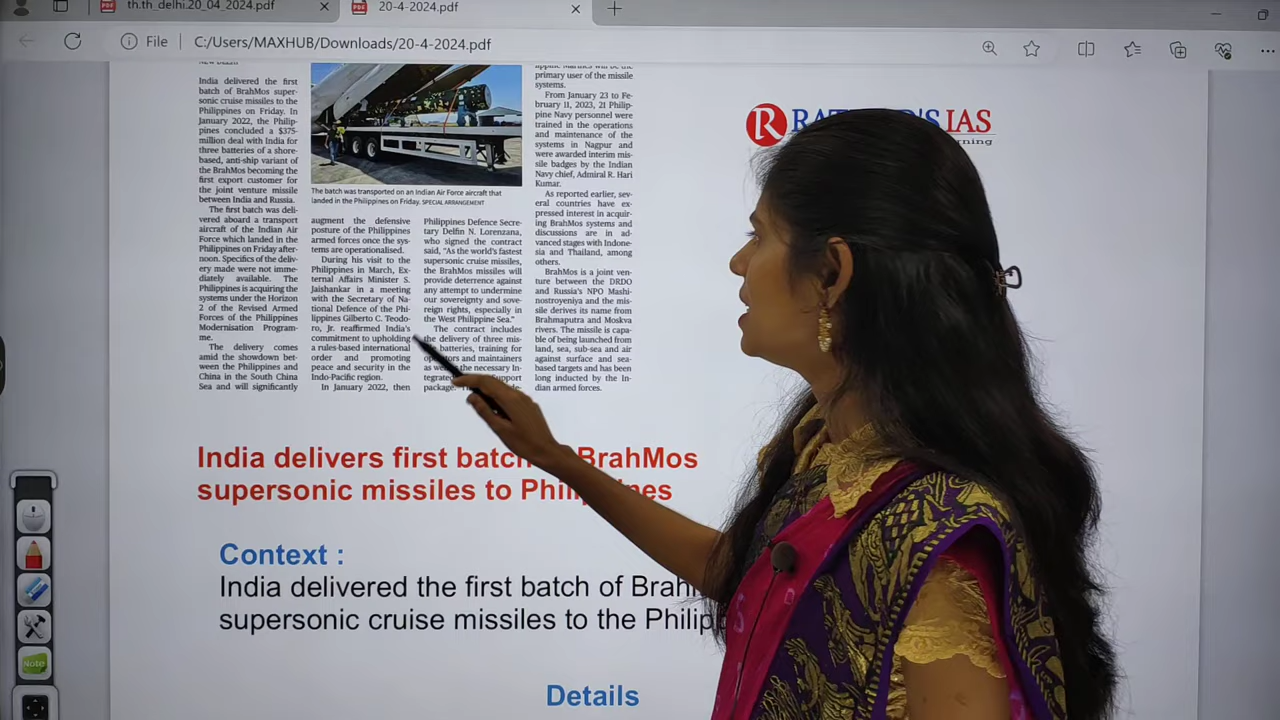 th.th_delhi.20_04_2024.pdf
20-4-2024.pdf
File
C:/Users/MAXHUB/Downloads/20-4-2024.pdf
India delivered the first
batch of BrahMos super-
sonic cruise missiles to the
Philippines on Friday. In
January 2022, the Philip-
pines concluded a $375-
million deal with India for
three batteries of a shore-
based, anti-ship variant of
the BrahMos becoming the
first export customer for
the joint venture missile
between India and Russia.
The first batch was deli-
vered aboard a transport
aircraft of the Indian Air
Force which landed in the
Philippines on Friday after-
noon. Specifics of the deliv-
ery made were not imme-
diately available. The
Philippines is acquiring the
systems under the Horizon
2 of the Revised Armed
Forces of the Philippines
Modernisation Program-
me.
The delivery comes
amid the showdown bet-
ween the Philippines and
China in the South China
Sea and will significantly
The batch was transported on an Indian Air Force aircraft that
landed in the Philippines on Friday. SPECIAL ARRANGEMENT
augment the defensive
posture of the Philippines
armed forces once the sys-
tems are operationalised.
During his visit to the
Philippines in March, Ex-
ternal Affairs Minister S.
Jaishankar in a meeting
with the Secretary of Na-
tional Defence of the Phi-
lippines Gilberto C. Teodo-
ro, Jr. reaffirmed India's
commitment to upholding
a rules-based international
order and promoting
peace and security in the
Indo-Pacific region.
In January 2022, then
Philippines Defence Secre-
tary Delfin N. Lorenzana,
who signed the contract
said, “As the world's fastest
supersonic cruise missiles,
the BrahMos missiles will
provide deterrence against
any attempt to undermine
our sovereignty and sove-
reign rights, especially in
the West Philippine Sea.”
The contract includes
the delivery of three mis-
batteries, training for
and maintainers
as the necessary In-
support
package.
primary user of the missile
systems.
From January 23 to Fe-
bruary 11, 2023, 21 Philip-
pine Navy personnel were
trained in the operations
and maintenance of the
systems in Nagpur and
were awarded interim mis-
sile badges by the Indian
Navy chief, Admiral R. Hari
Kumar.
As reported earlier, sev-
eral countries have ex-
pressed interest in acquir-
ing BrahMos systems and
discussions are in ad-
vanced stages with Indone-
sia and Thailand, among
others.
BrahMos is a joint ven-
ture between the DRDO
and Russia's NPO Mashi-
nostroyeniya and the mis-
sile derives its name from
Brahmaputra and Moskva
rivers. The missile is capa-
ble of being launched from
land, sea, sub-sea and air
against surface and sea-
based targets and has been
long inducted by the In-
dian armed forces.
R IAS
India delivers first batch BrahMos
supersonic missiles to Philippines
Context :
India delivered the first batch of
supersonic cruise missiles to the
Details
Note